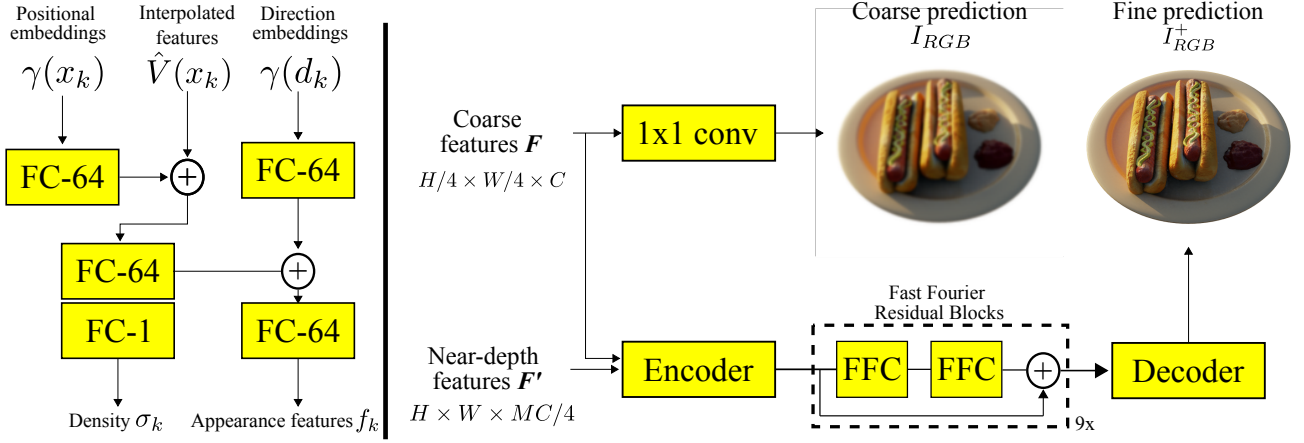 Positional
embeddings
γ(x_k)
Interpolated
features
V̂(x_k)
Direction
embeddings
γ(d_k)
FC-64
+
FC-64
FC-64
+
FC-1
FC-64
Density σ_k
Appearance features f_k
Coarse
features F
H/4 × W/4 × C
1x1 conv
Coarse prediction
I_RGB
Fine prediction
I⁺_RGB
Near-depth
features F'
H × W × MC/4
Encoder
Fast Fourier
Residual Blocks
FFC
FFC
+
9x
Decoder